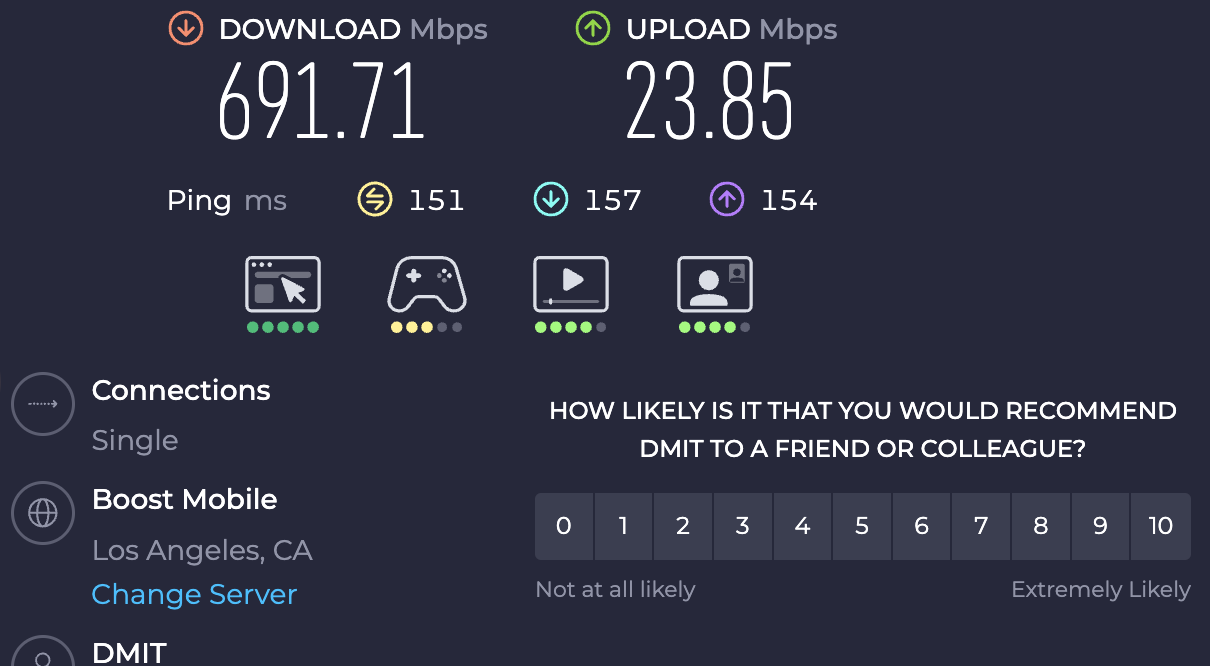 DOWNLOAD Mbps
UPLOAD Mbps
691.71
23.85
Ping ms 151 157 154
Connections
Single
Boost Mobile
Los Angeles, CA
Change Server
DMIT
HOW LIKELY IS IT THAT YOU WOULD RECOMMEND
DMIT TO A FRIEND OR COLLEAGUE?
0 1 2 3 4 5 6 7 8 9 10
Not at all likely
Extremely Likely